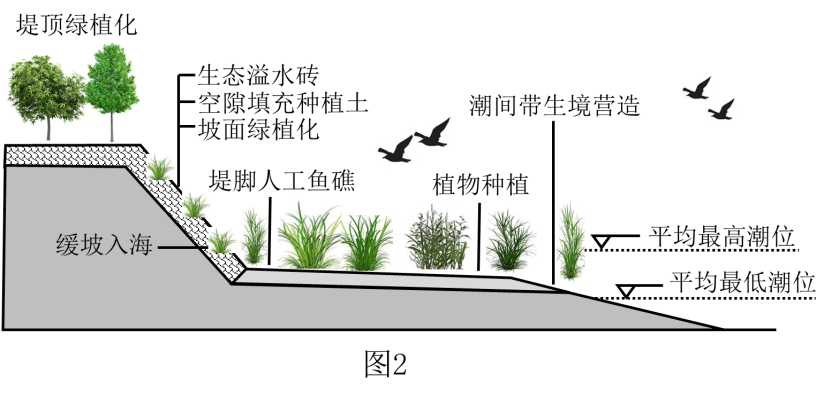 堤顶绿植化
生态溢水砖
空隙填充种植土
坡面绿植化
潮间带生境营造
堤脚人工鱼礁
植物种植
缓坡入海
平均最高潮位
平均最低潮位
图2